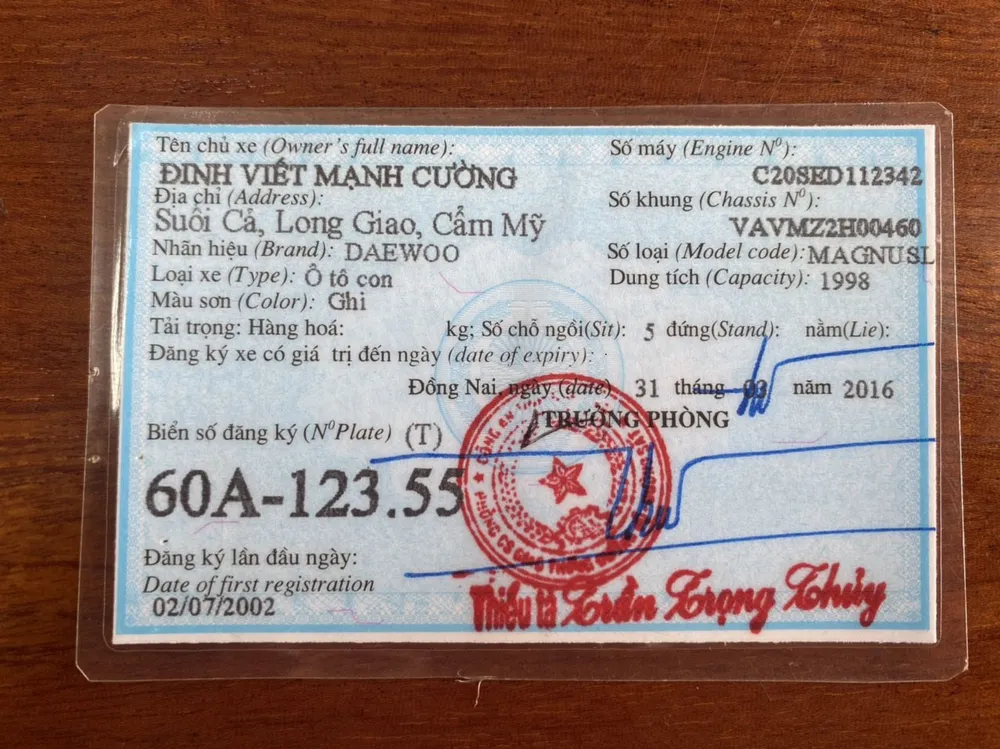 Tên chủ xe (Owner's full name):
ĐINH VIẾT MẠNH CƯỜNG
Địa chỉ (Address):
Suối Cả, Long Giao, Cẩm Mỹ
Nhãn hiệu (Brand): DAEWOO
Loại xe (Type): Ô tô con
Màu sơn (Color): Ghi
Số máy (Engine Nº):
C20SED112342
Số khung (Chassis Nº):
VAVMZ2H00460
Số loại (Model code): MAGNUSL
Dung tích (Capacity): 1998
Tải trọng: Hàng hoá: kg; Số chỗ ngồi(Sit): 5 đứng(Stand): nằm(Lie):
Đăng ký xe có giá trị đến ngày (date of expiry):
Đồng Nai, ngày (date) 31 tháng 03 năm 2016
TRƯỞNG PHÒNG
Biển số đăng ký (NºPlate) (T)
60A-123.55
Đăng ký lần đầu ngày:
Date of first registration
02/07/2002
Thiếu tá Trần Trọng Thủy